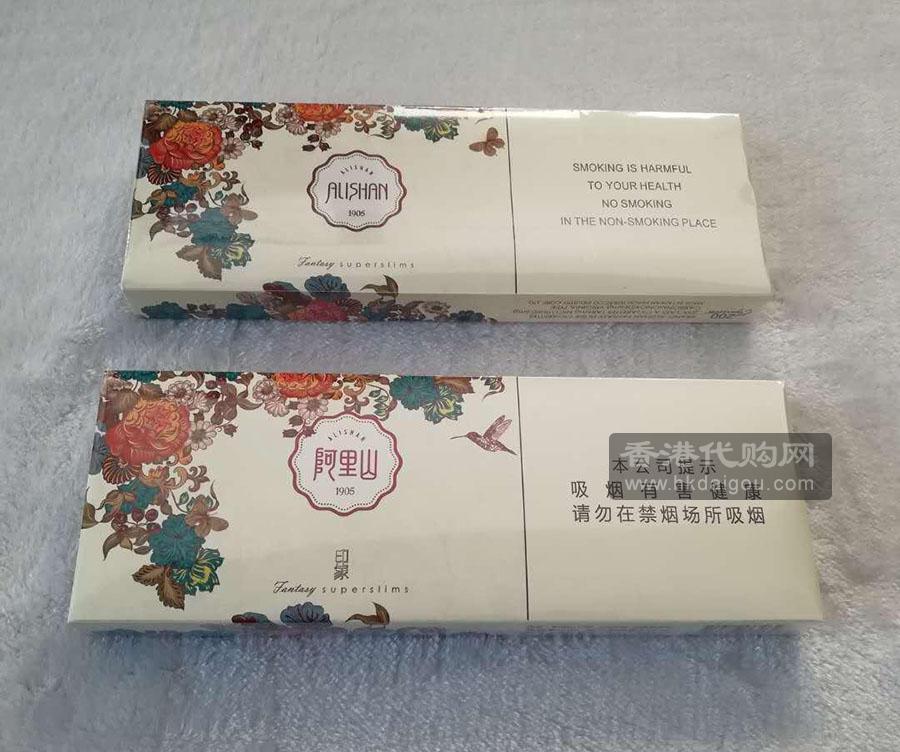 ALISHAN
ALISHAN
1905
Fantasy superslims
SMOKING IS HARMFUL
TO YOUR HEALTH
NO SMOKING
IN THE NON-SMOKING PLACE
200
ALISHAN
阿里山
1905
印象
Fantasy superslims
本公司提示
吸烟有害健康
请勿在禁烟场所吸烟
香港代购网
www.hkdaigou.com